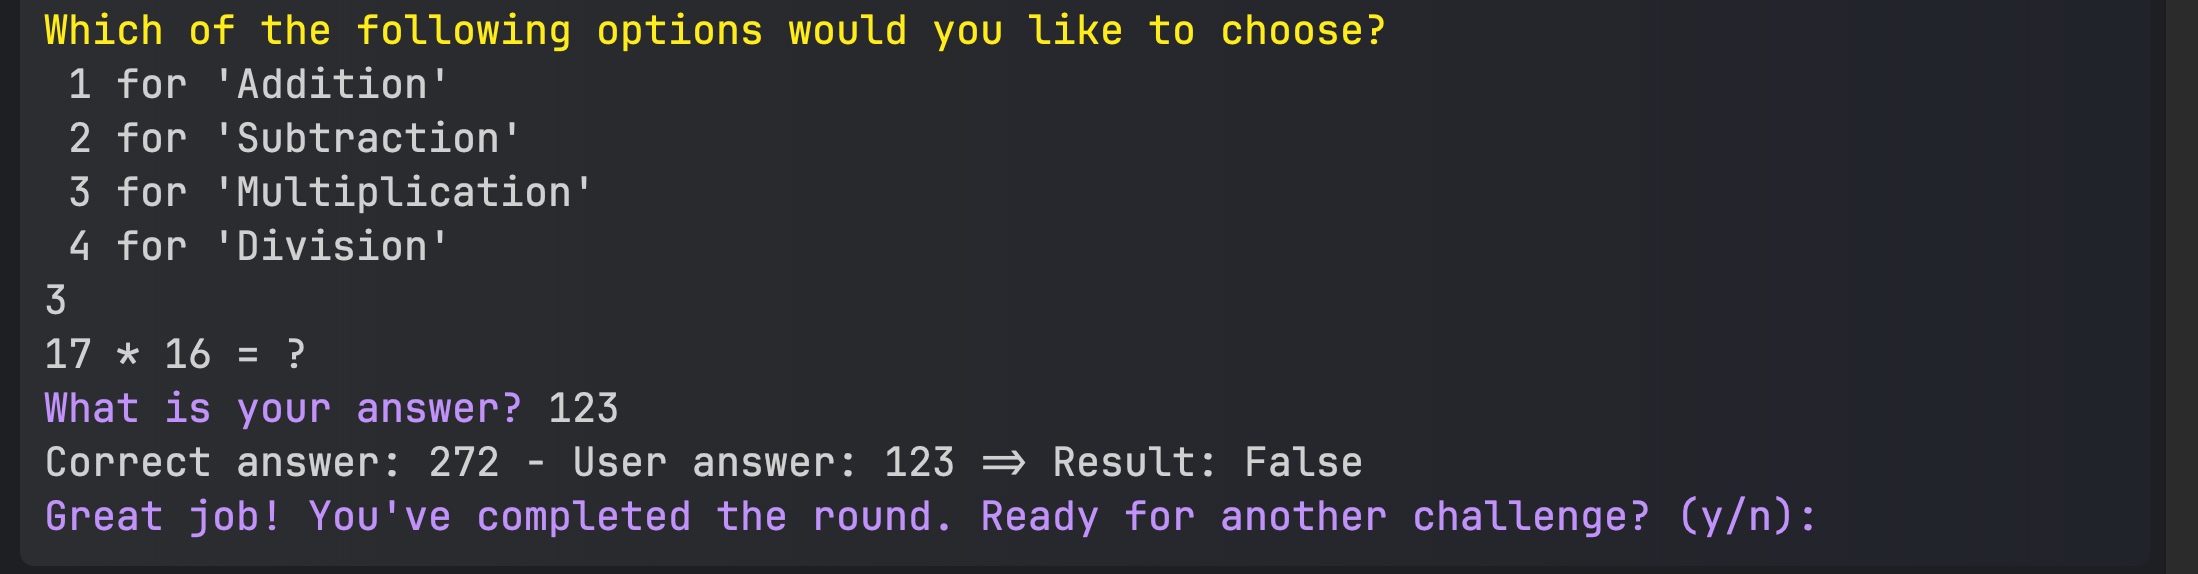 Which of the following options would you like to choose?
 1 for 'Addition'
 2 for 'Subtraction'
 3 for 'Multiplication'
 4 for 'Division'
3
17 * 16 = ?
What is your answer? 123
Correct answer: 272 - User answer: 123 => Result: False
Great job! You've completed the round. Ready for another challenge? (y/n):